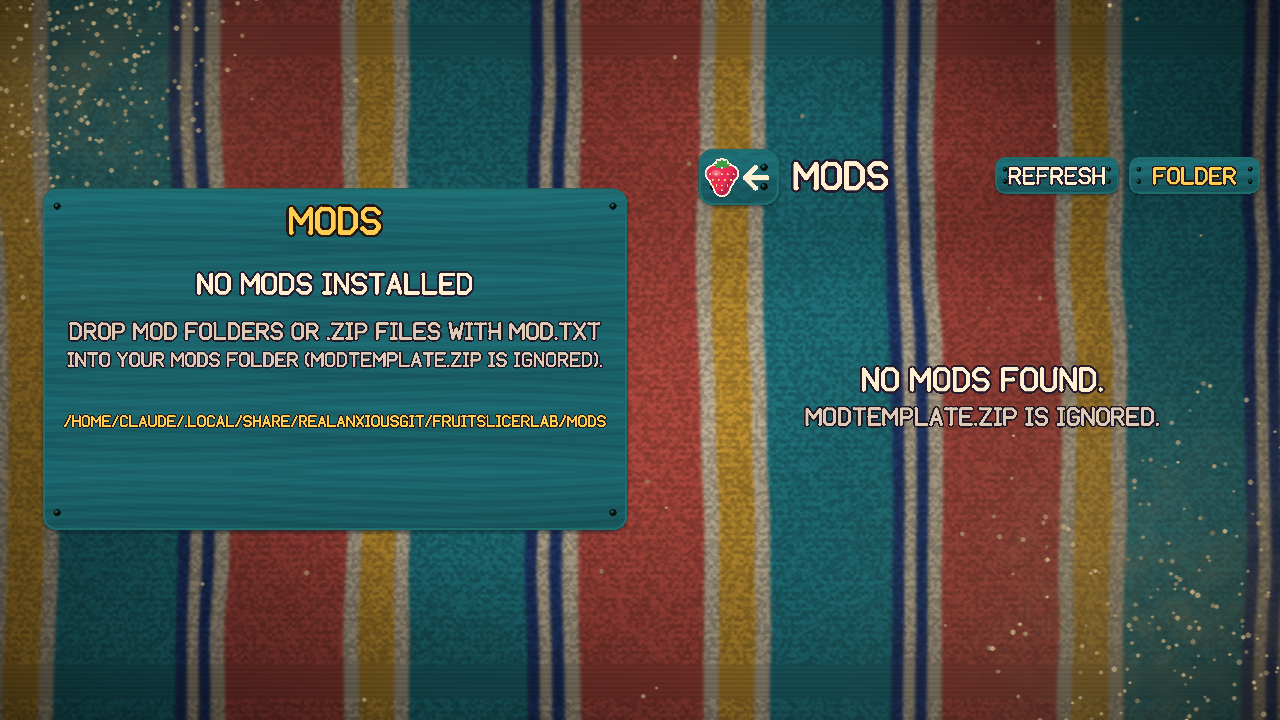 MODS
NO MODS INSTALLED
DROP MOD FOLDERS OR .ZIP FILES WITH MOD.TXT
INTO YOUR MODS FOLDER (MODTEMPLATE.ZIP IS IGNORED).
/HOME/CLAUDE/.LOCAL/SHARE/REALANXIOUSGIT/FRUITSLICERLAB/MODS
MODS
REFRESH
FOLDER
NO MODS FOUND.
MODTEMPLATE.ZIP IS IGNORED.